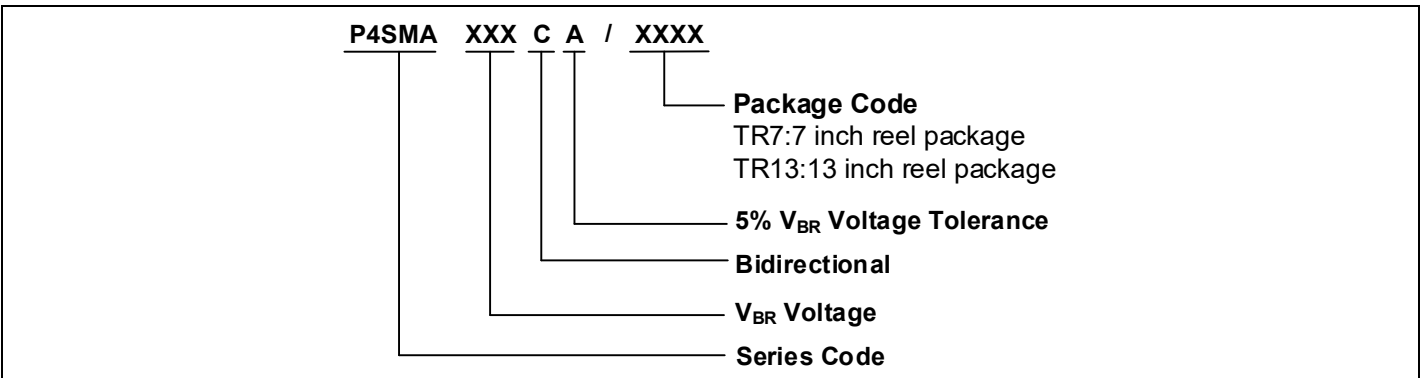 P4SMA XXX C A / XXXX
Package Code
TR7:7 inch reel package
TR13:13 inch reel package
5% VBR Voltage Tolerance
Bidirectional
VBR Voltage
Series Code